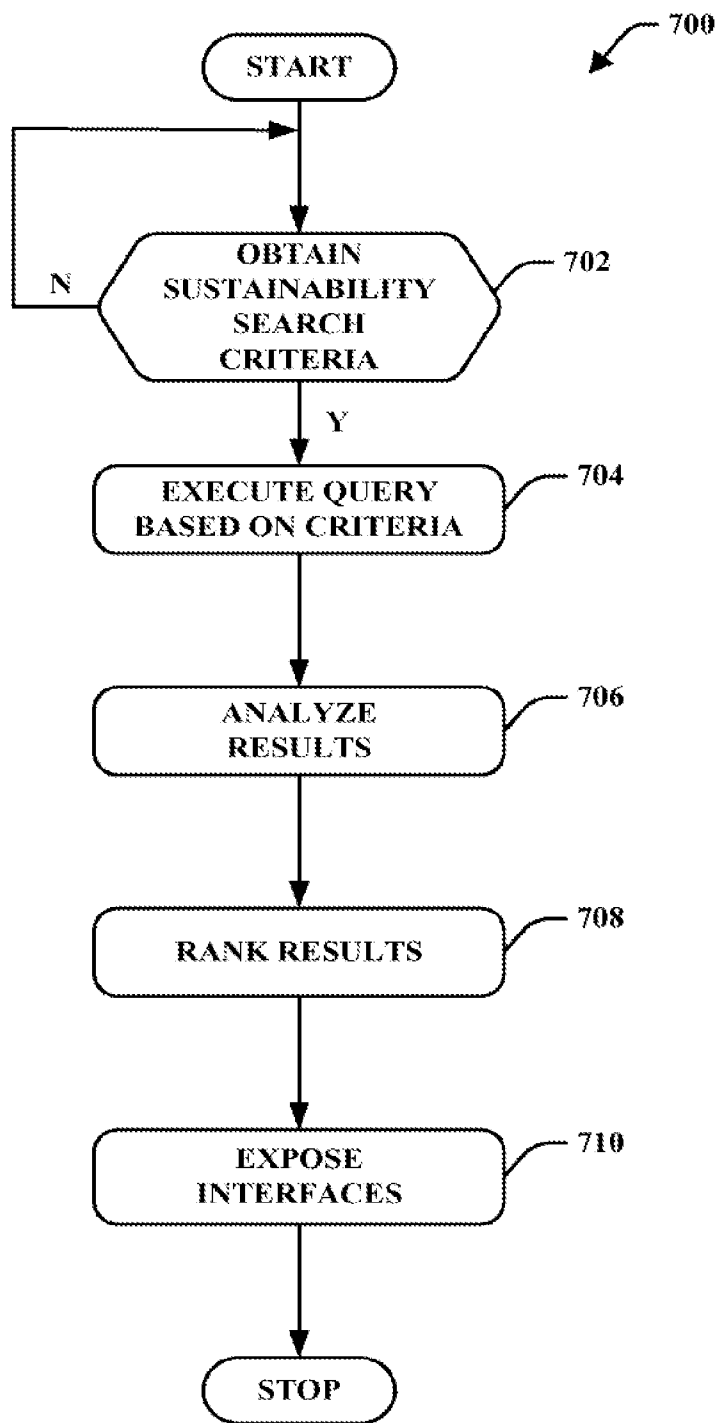 700
START
OBTAIN
SUSTAINABILITY
SEARCH
CRITERIA
702
N
Y
EXECUTE QUERY
BASED ON CRITERIA
704
ANALYZE
RESULTS
706
RANK RESULTS
708
EXPOSE
INTERFACES
710
STOP